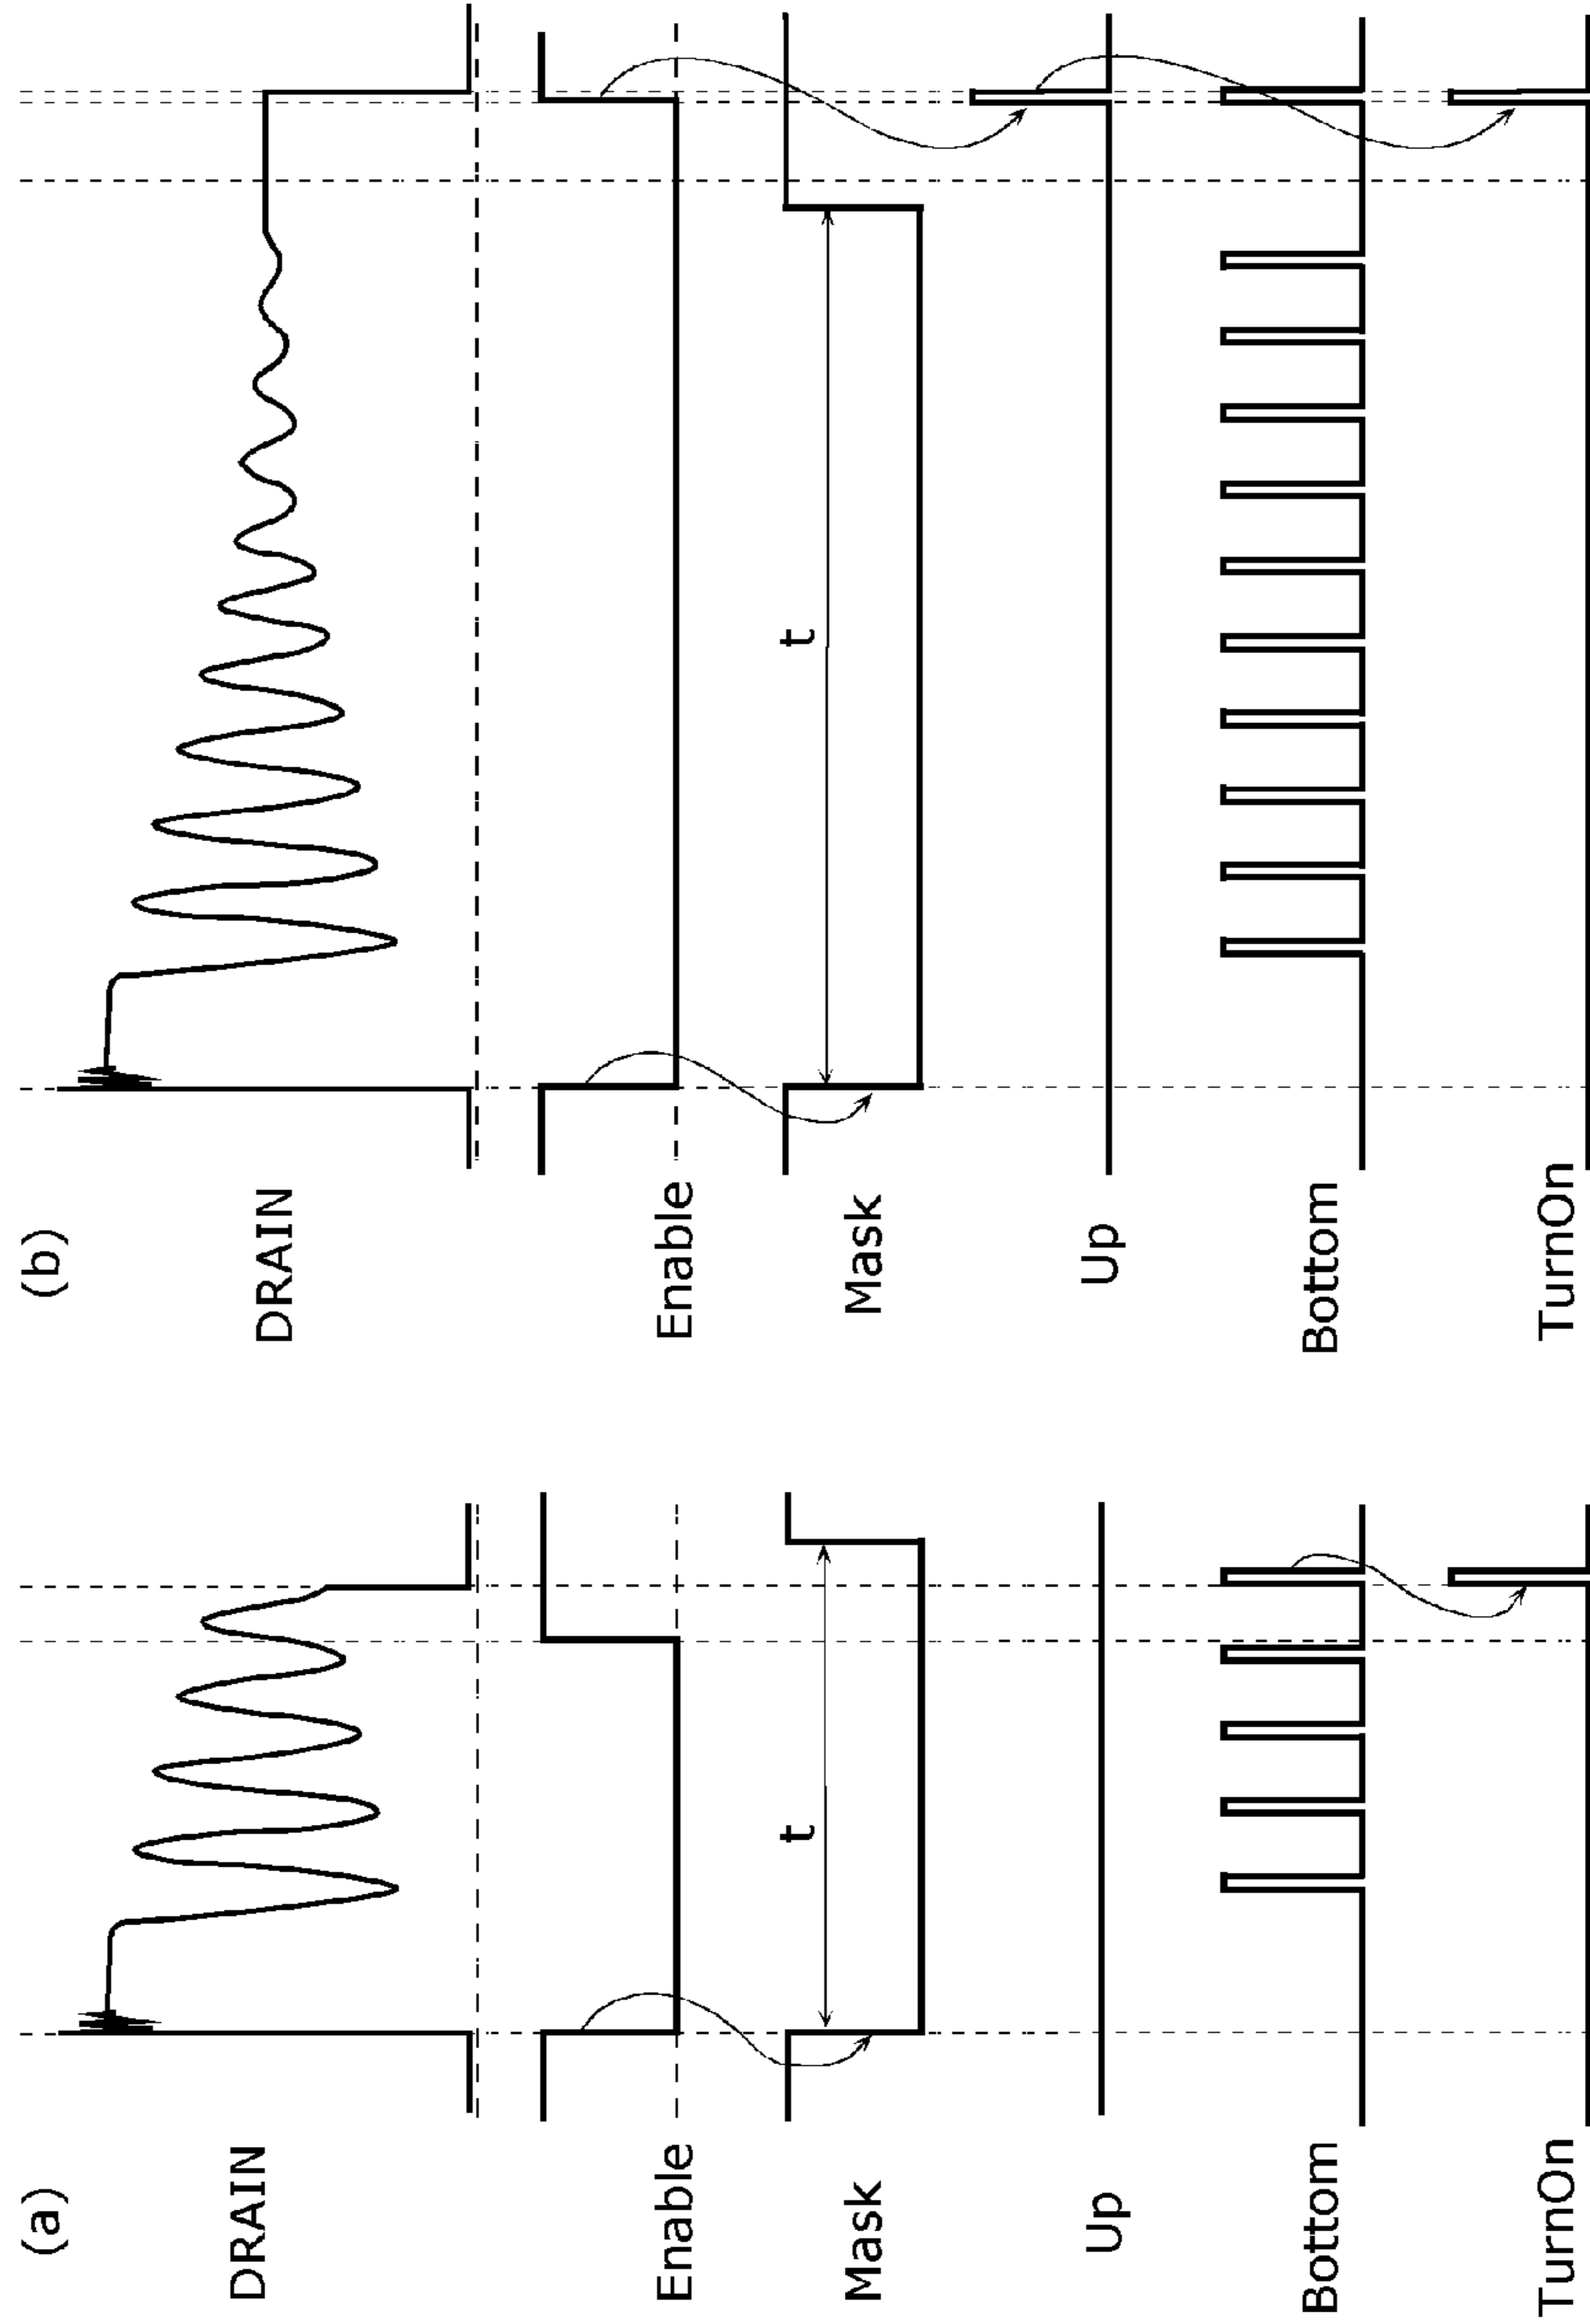 (a)
DRAIN
Enable
Mask
t
Up
Bottom
TurnOn
(b)
DRAIN
Enable
Mask
t
Up
Bottom
TurnOn